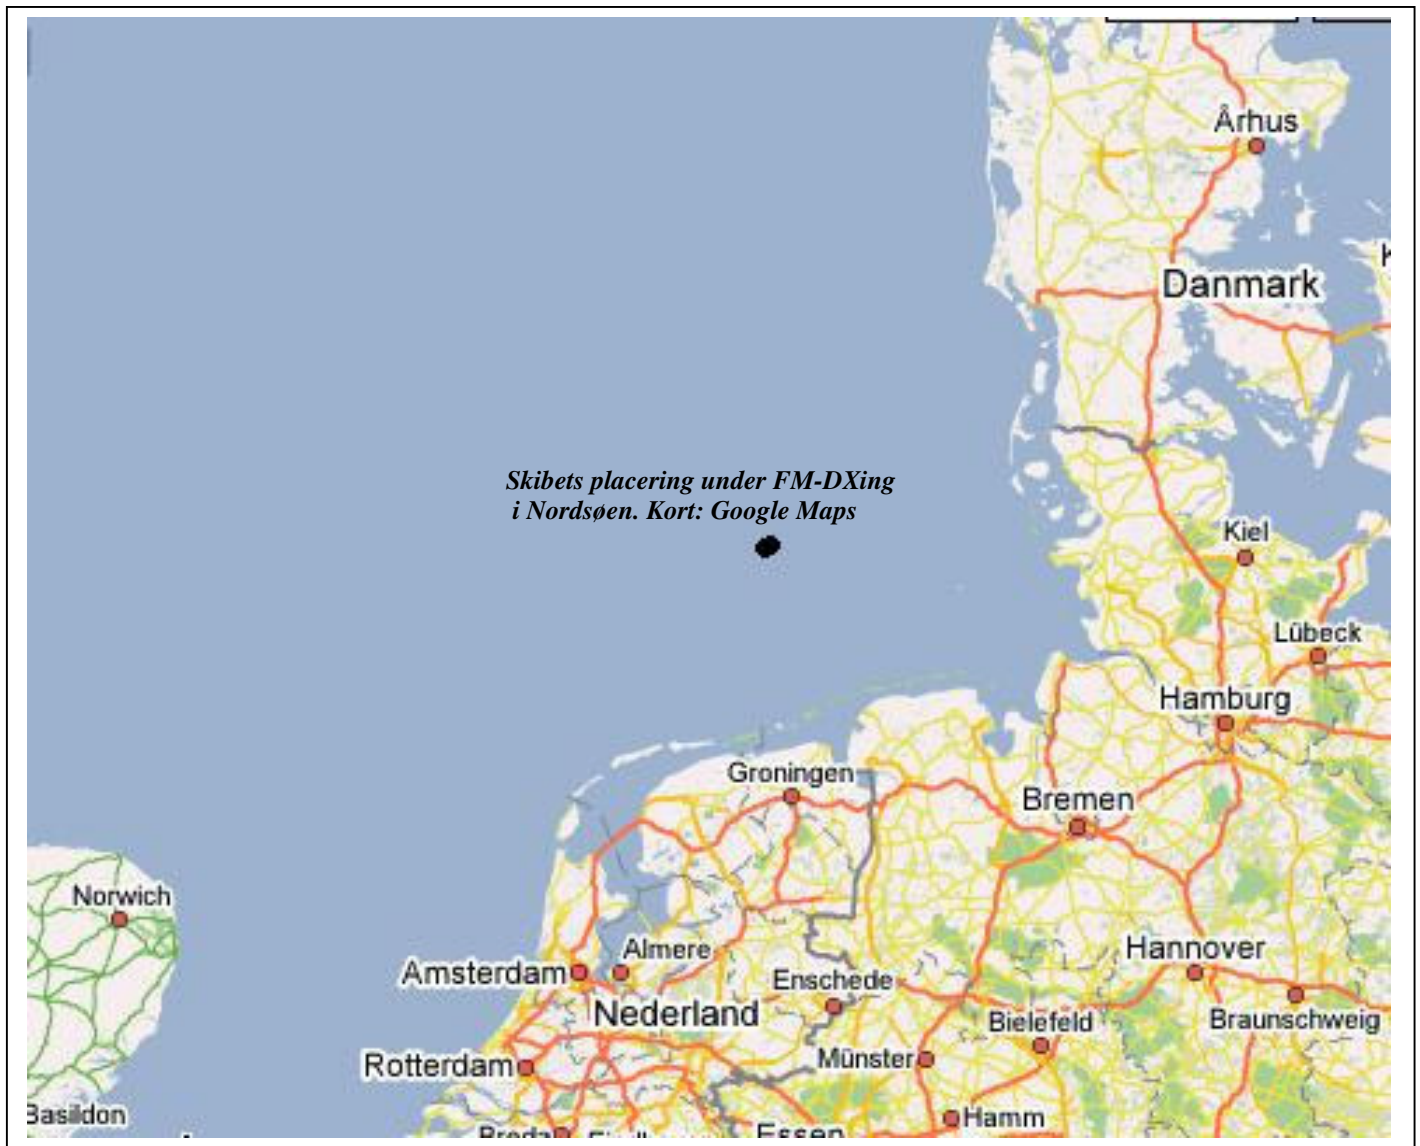 Århus
K
Danmark
Skibets placering under FM-DXing
i Nordsøen. Kort: Google Maps
Kiel
Lübeck
Hamburg
Groningen
Bremen
Norwich
Almere
Hannover
Amsterdam
Enschede
Nederland
Bielefeld
Braunschweig
Münster
Rotterdam
Basildon
Hamm
Breda
Essen